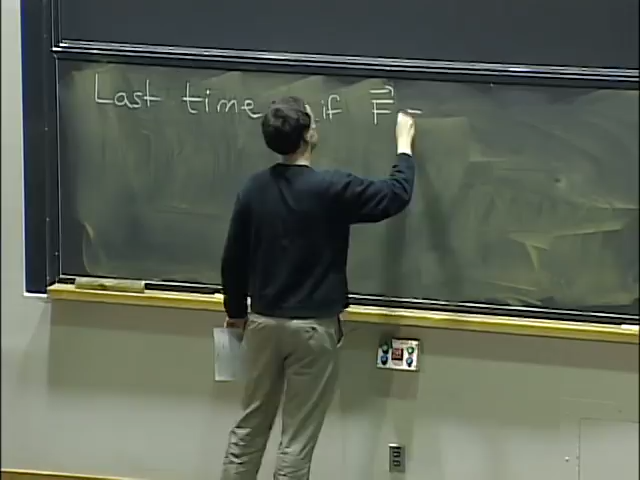 Last time if F⃗ =